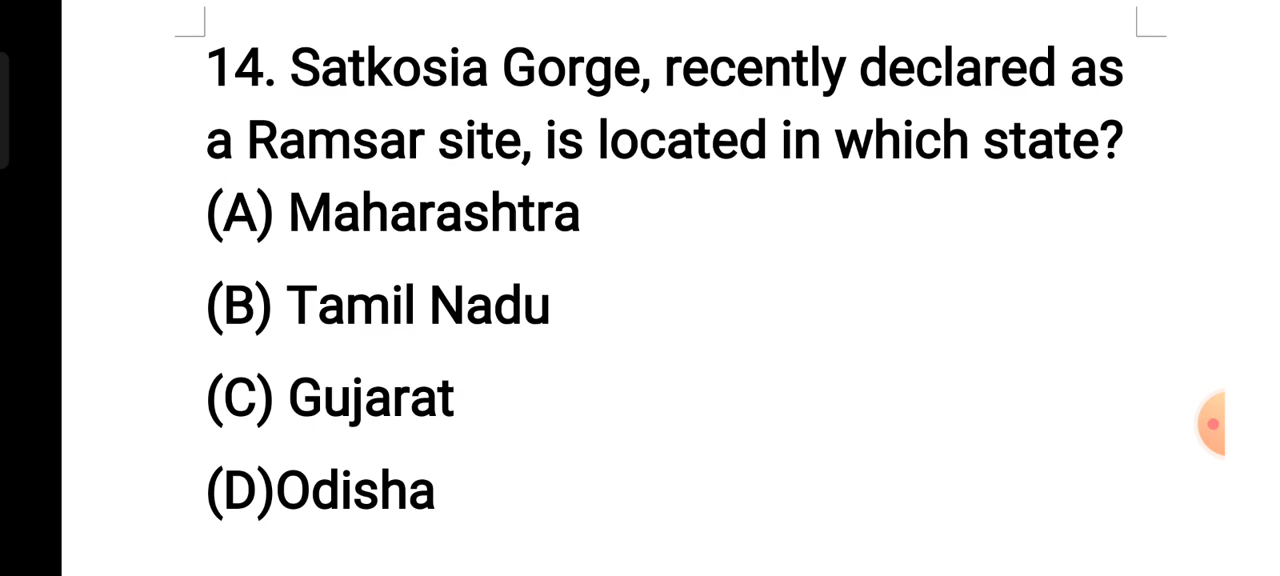 14. Satkosia Gorge, recently declared as
a Ramsar site, is located in which state?
(A) Maharashtra
(B) Tamil Nadu
(C) Gujarat
(D)Odisha